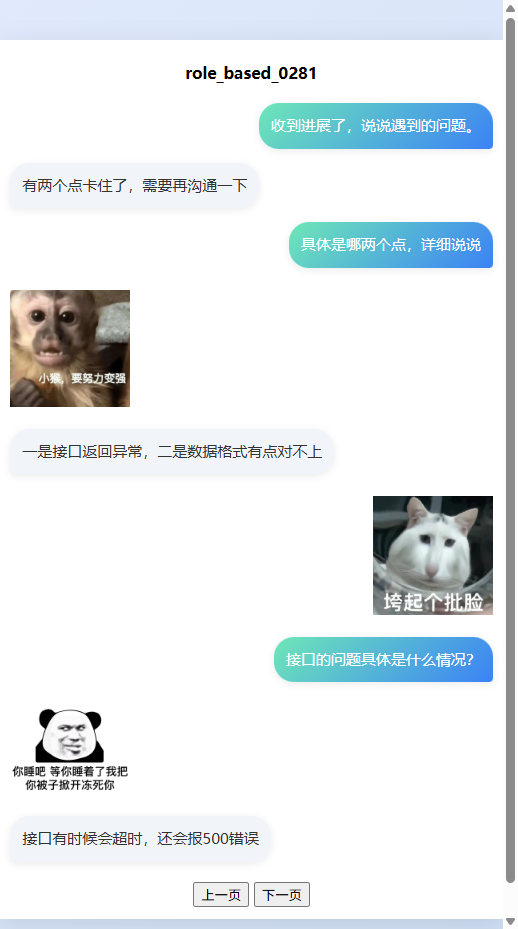 role_based_0281
收到进展了，说说遇到的问题。
有两个点卡住了，需要再沟通一下
具体是哪两个点，详细说说
小猴，要努力变强
一是接口返回异常，二是数据格式有点对不上
垮起个批脸
接口的问题具体是什么情况?
你睡吧 等你睡着了我把
你被子掀开冻死你
接口有时候会超时，还会报500错误
上一页 下一页